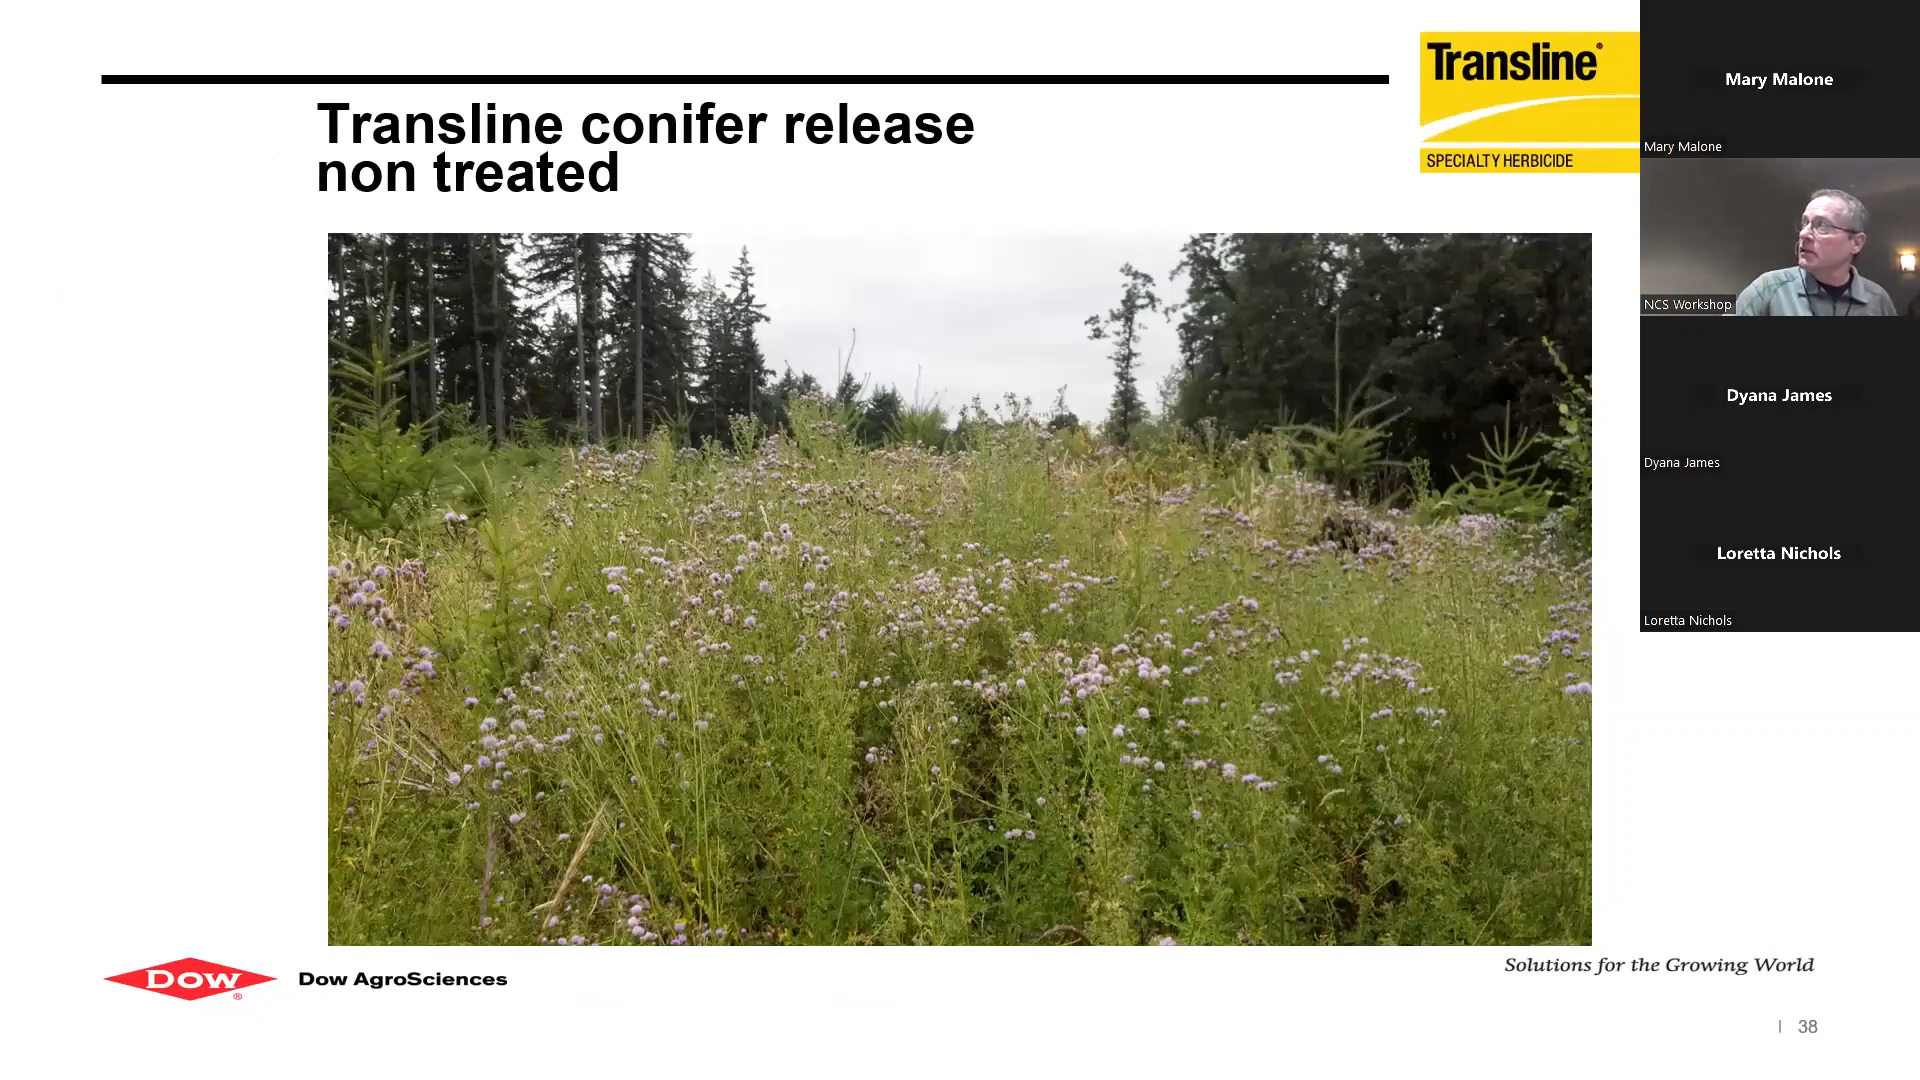 Transline conifer release
non treated
Transline®
SPECIALTY HERBICIDE
Mary Malone
Mary Malone
NCS Workshop
Dyana James
Dyana James
Loretta Nichols
Loretta Nichols
DOW®
Dow AgroSciences
Solutions for the Growing World
| 38